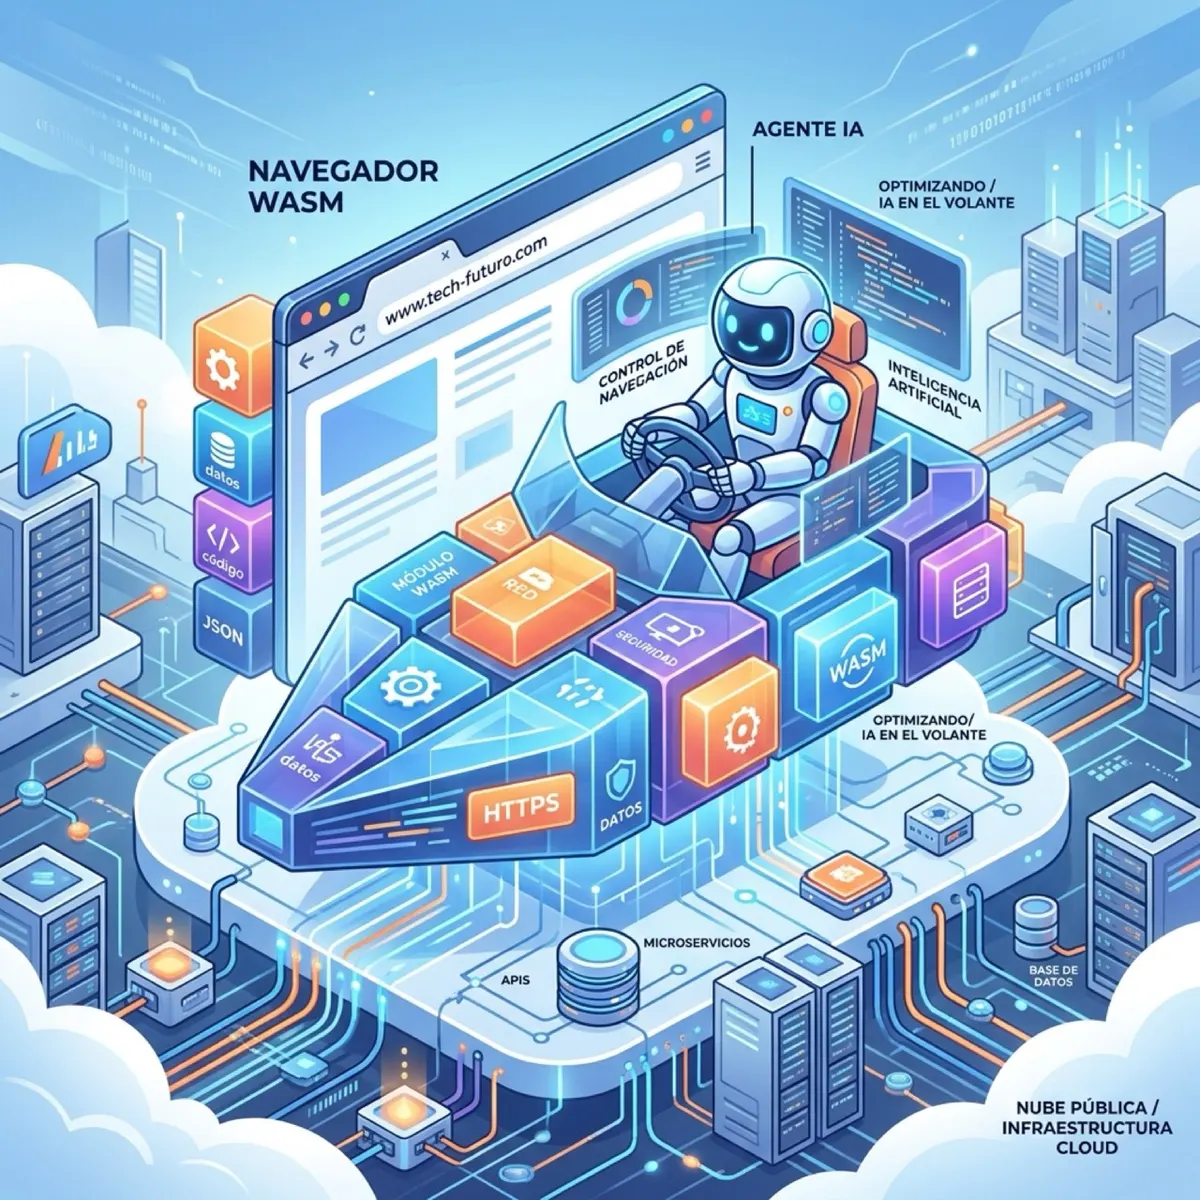 NAVEGADOR
WASM
AGENTE IA
OPTIMIZANDO /
IA EN EL VOLANTE
www.tech-futuro.com
CONTROL DE
NAVEGACIÓN
INTELICENCIA
ARTIFICIAL
datos
código
JSON
MÓDULO
WASM
RED
SEGURIDAD
WASM
datos
HTTPS
DATOS
GPTIMIZANDO/
IA EN EL VOLANTE
MICROSERVICIOS
APIS
BASE DE
DATOS
NUBE PÚBLICA /
INFRAESTRUCTURA
CLOUD